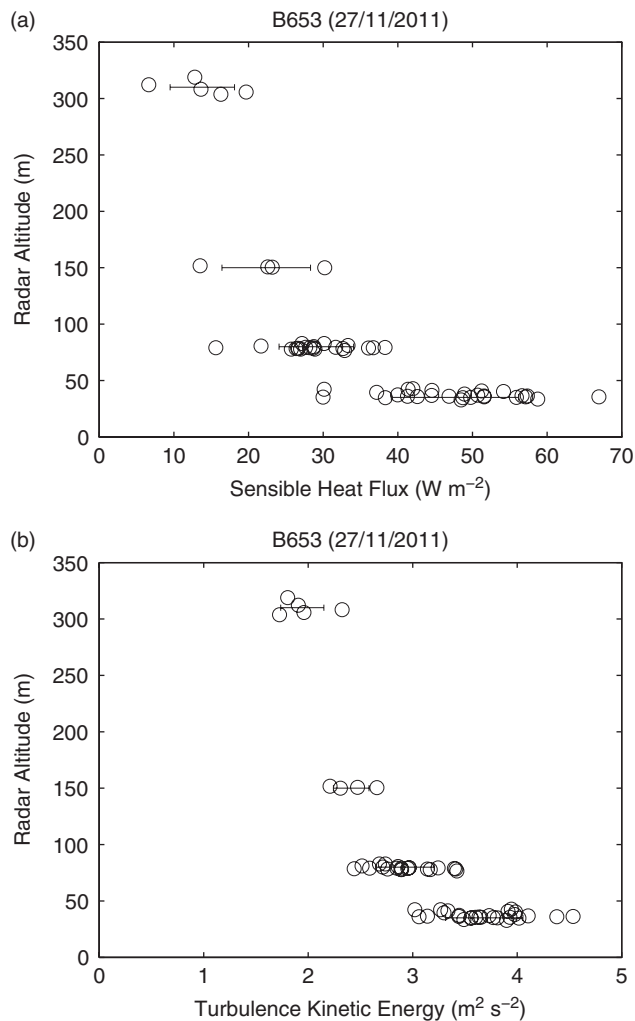 (a)
B653 (27/11/2011)
350
300
250
200
150
100
50
0
Radar Altitude (m)
0 10 20 30 40 50 60 70
Sensible Heat Flux (W m⁻²)
(b)
B653 (27/11/2011)
350
300
250
200
150
100
50
0
Radar Altitude (m)
0 1 2 3 4 5
Turbulence Kinetic Energy (m² s⁻²)